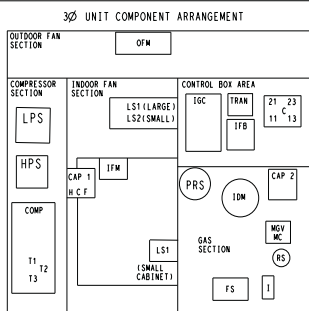 3Ø UNIT COMPONENT ARRANGEMENT
OUTDOOR FAN
SECTION
OFM
COMPRESSOR
SECTION
LPS
HPS
COMP
T1
T2
T3
INDOOR FAN
SECTION
LS1(LARGE)
LS2(SMALL)
IFM
CAP 1
H C F
LS1
(SMALL
CABINET)
CONTROL BOX AREA
IGC
TRAN
IFB
21 23
C
11 13
PRS
IDM
CAP 2
GAS
SECTION
MGV
MC
RS
FS
I